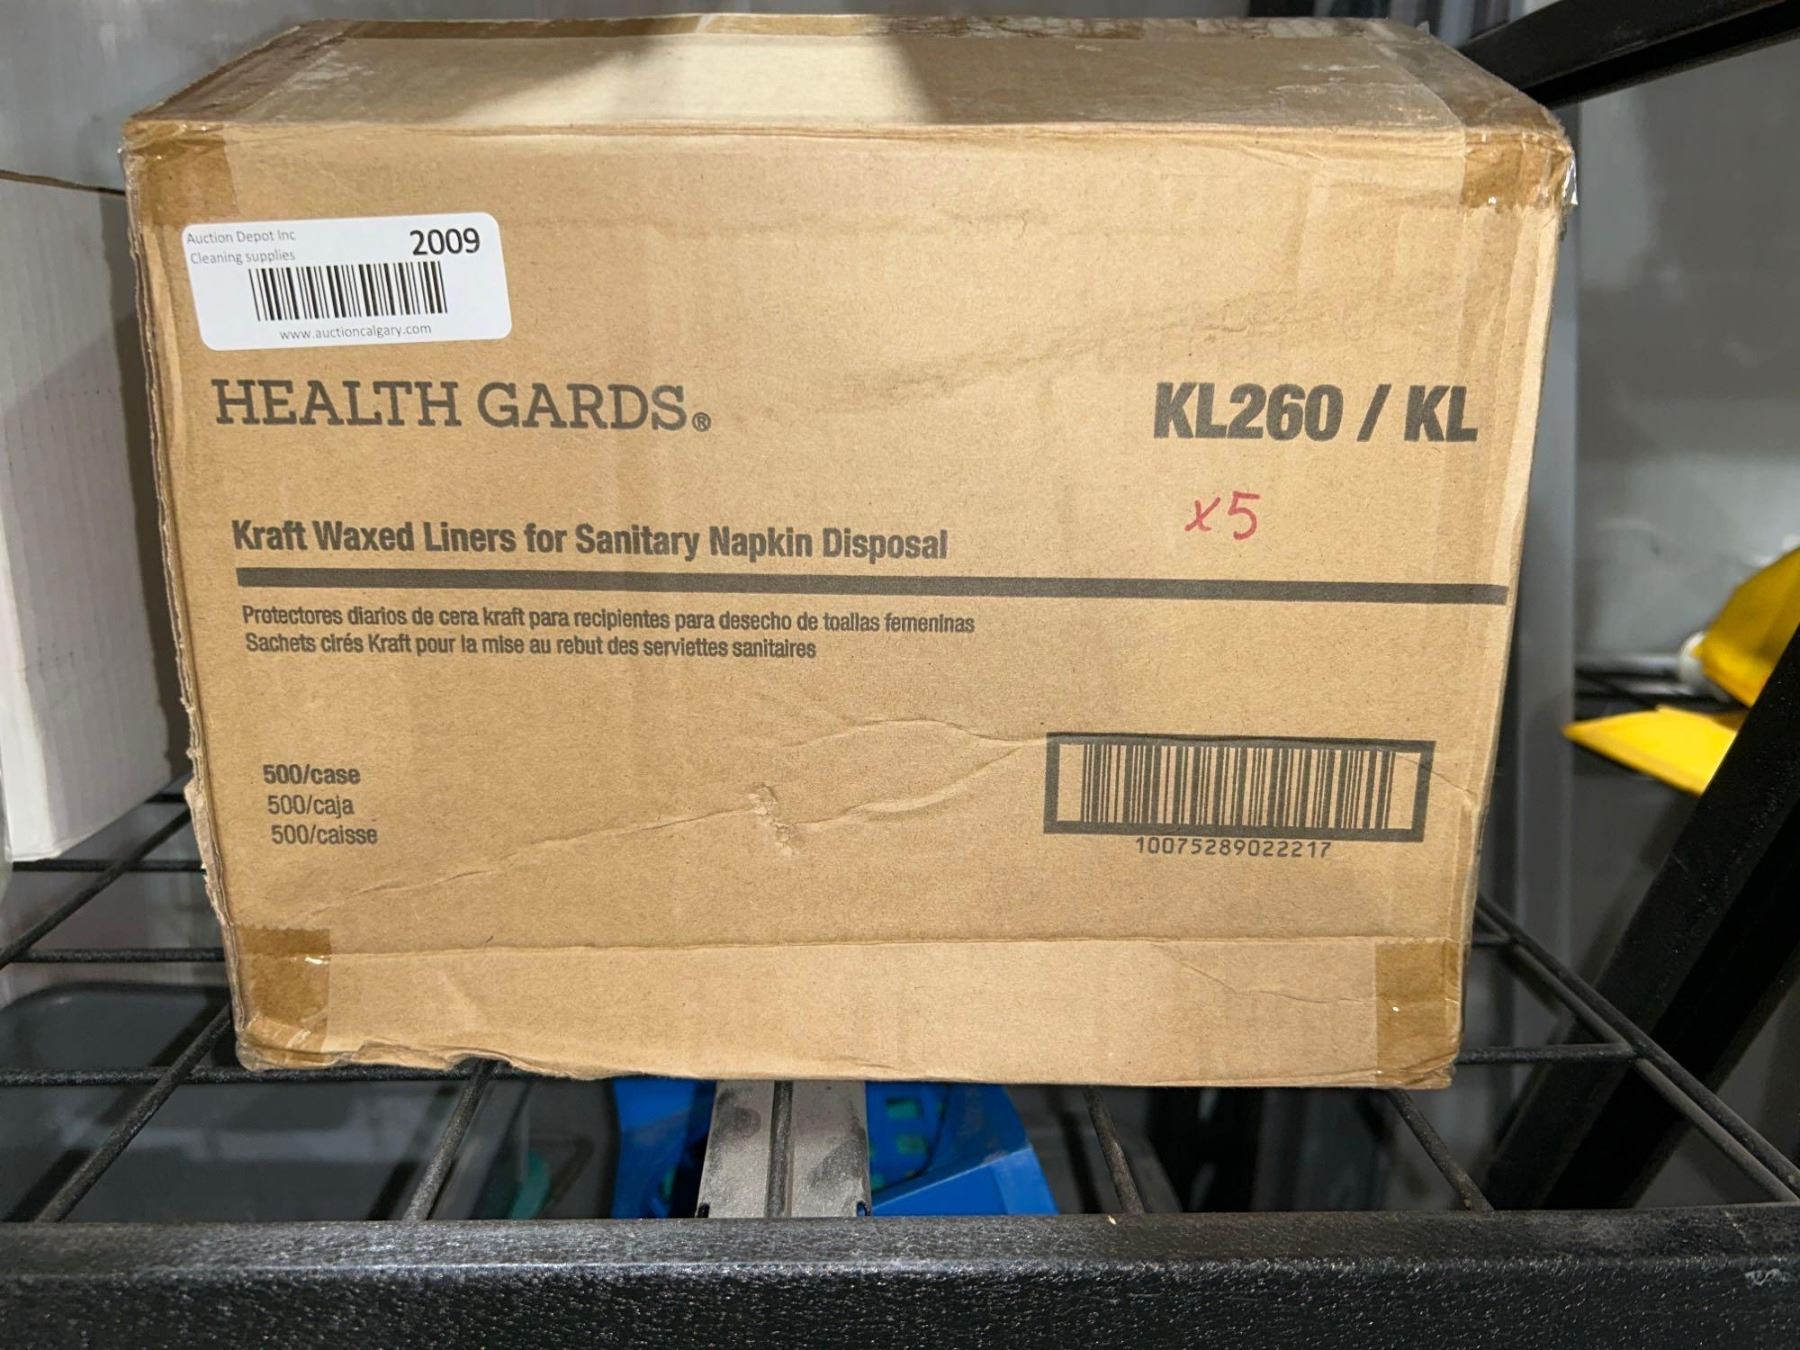 Auction Depot Inc
2009
Cleaning supplies
www.auctioncalgary.com
HEALTH GARDS®
KL260 / KL
x5
Kraft Waxed Liners for Sanitary Napkin Disposal
Protectores diarios de cera kraft para recipientes para desecho de toallas femeninas
Sachets cirés Kraft pour la mise au rebut des serviettes sanitaires
500/case
500/caja
500/caisse
10075289022217